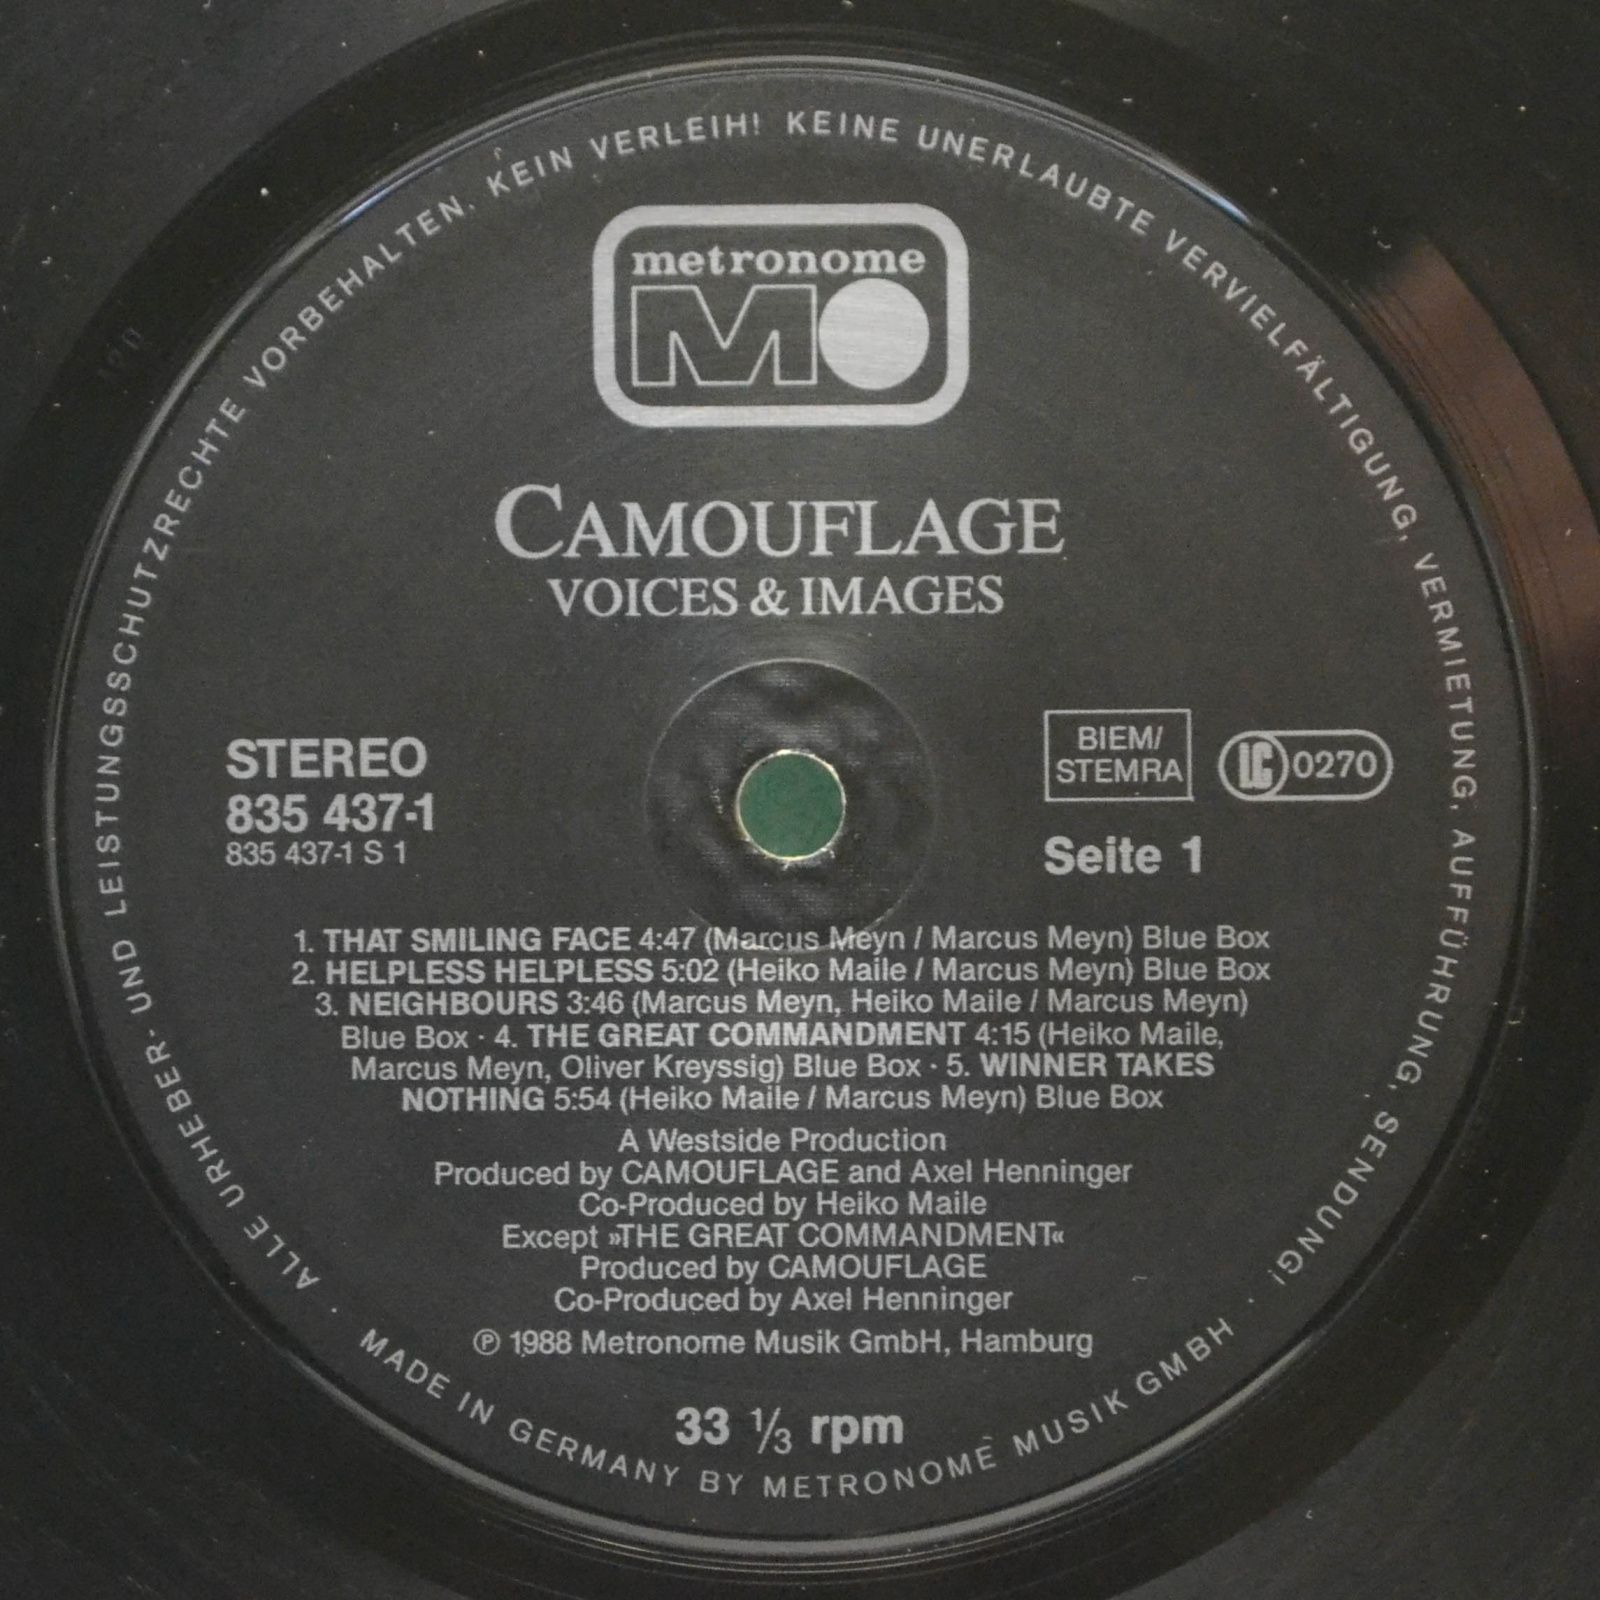 ALLE URHEBER- UND LEISTUNGSSCHUTZRECHTE VORBEHALTEN. KEIN VERLEIH! KEINE UNERLAUBTE VERVIELFÄLTIGUNG, VERMIETUNG, AUFFÜHRUNG, SENDUNG!
metronome
MO
CAMOUFLAGE
VOICES & IMAGES
STEREO
835 437-1
835 437-1 S 1
BIEM/
STEMRA
LC 0270
Seite 1
1. THAT SMILING FACE 4:47 (Marcus Meyn / Marcus Meyn) Blue Box
2. HELPLESS HELPLESS 5:02 (Heiko Maile / Marcus Meyn) Blue Box
3. NEIGHBOURS 3:46 (Marcus Meyn, Heiko Maile / Marcus Meyn)
Blue Box · 4. THE GREAT COMMANDMENT 4:15 (Heiko Maile,
Marcus Meyn, Oliver Kreyssig) Blue Box · 5. WINNER TAKES
NOTHING 5:54 (Heiko Maile / Marcus Meyn) Blue Box
A Westside Production
Produced by CAMOUFLAGE and Axel Henninger
Co-Produced by Heiko Maile
Except »THE GREAT COMMANDMENT«
Produced by CAMOUFLAGE
Co-Produced by Axel Henninger
℗ 1988 Metronome Musik GmbH, Hamburg
33 ⅓ rpm
· MADE IN GERMANY BY METRONOME MUSIK GMBH ·